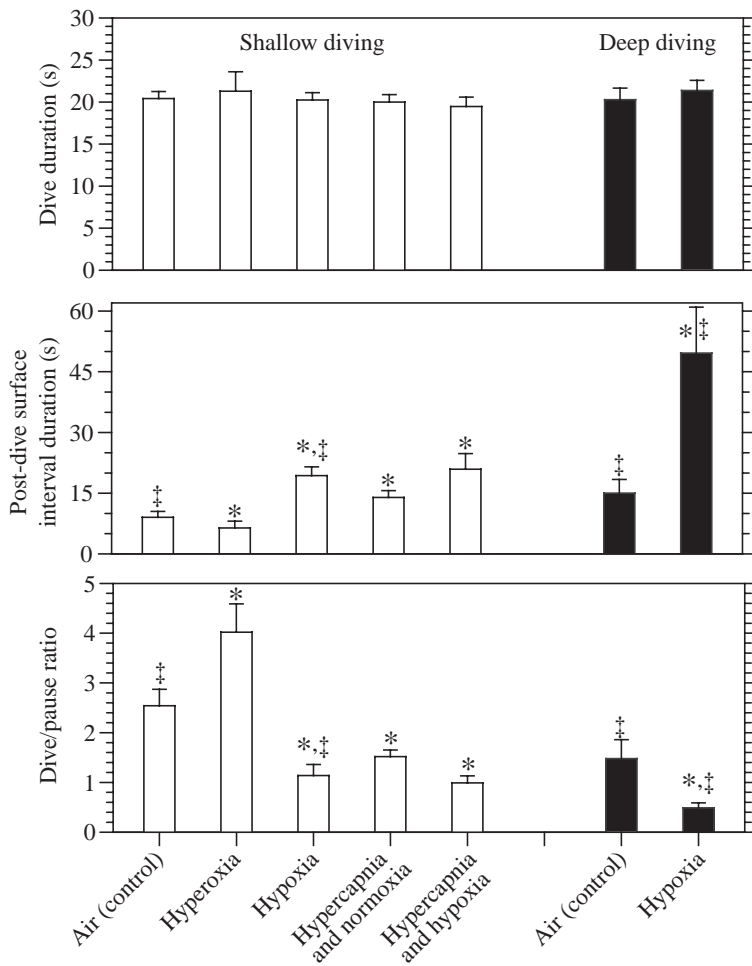 Shallow diving
Deep diving
Dive duration (s)
30
25
20
15
10
5
0
Post-dive surface
interval duration (s)
60
45
30
15
0
‡
*
*,‡
*
*
‡
*,‡
Dive/pause ratio
5
4
3
2
1
0
‡
*
*,‡
*
*
‡
*,‡
Air (control)
Hyperoxia
Hypoxia
Hypercapnia
and normoxia
Hypercapnia
and hypoxia
Air (control)
Hypoxia